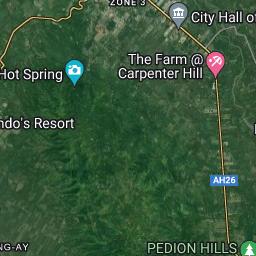 ZONE 3
City Hall of
The Farm @
Carpenter Hill
Hot Spring
ndo's Resort
AH26
NG-AY
PEDION HILLS